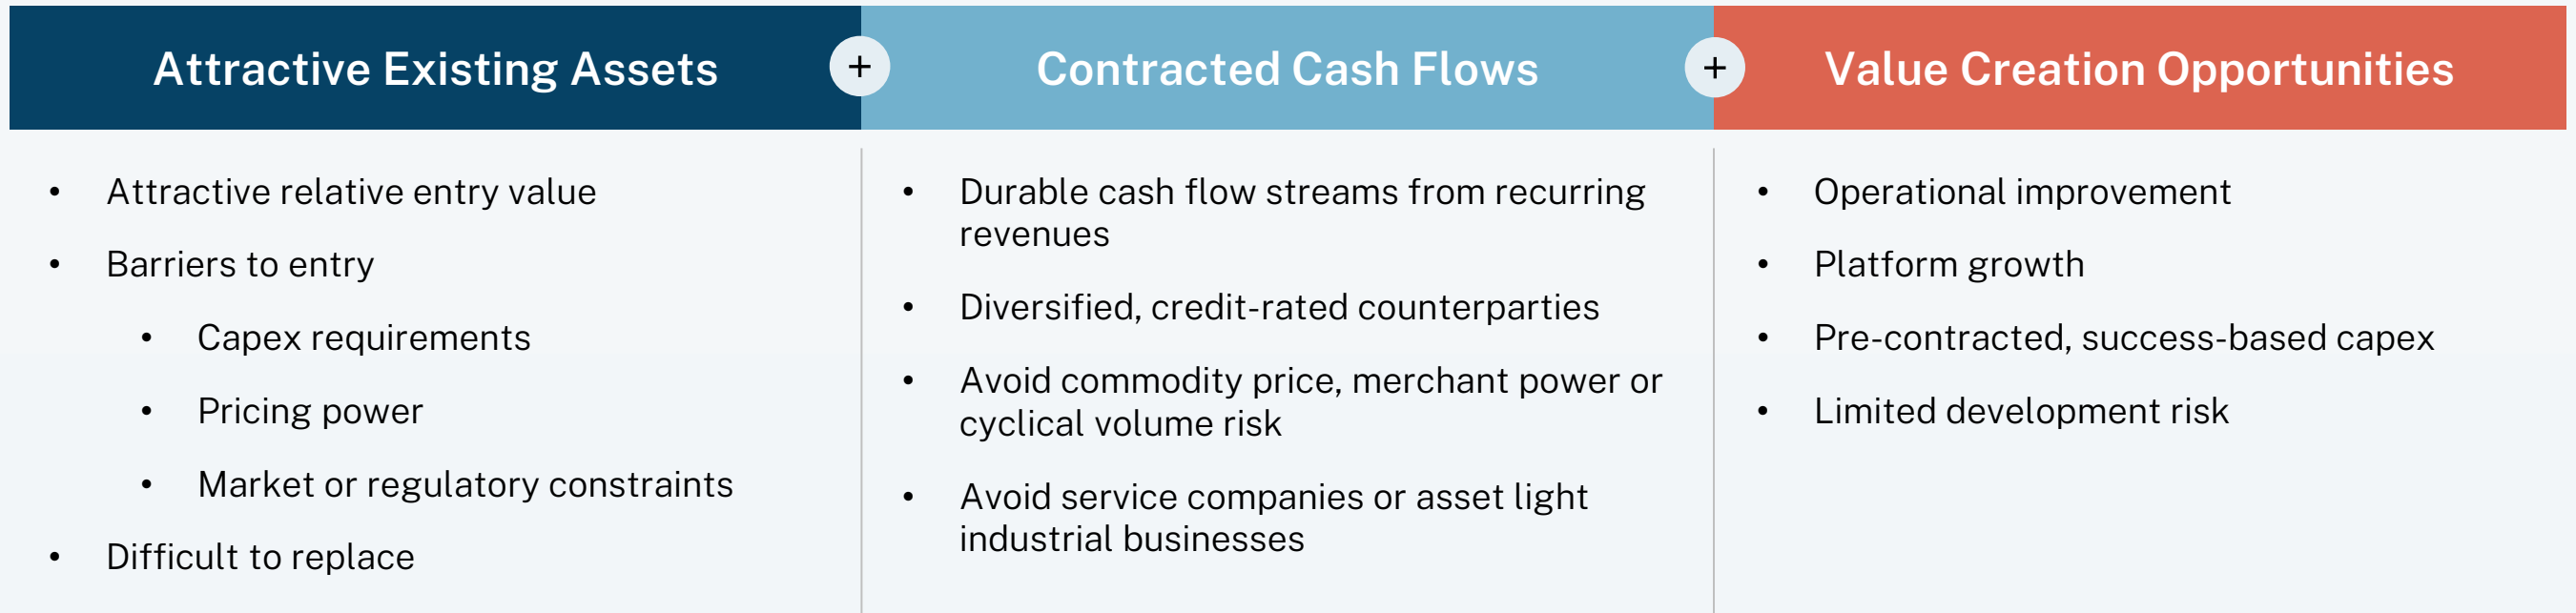 Attractive Existing Assets
+
Contracted Cash Flows
+
Value Creation Opportunities
• Attractive relative entry value
• Barriers to entry
• Capex requirements
• Pricing power
• Market or regulatory constraints
• Difficult to replace
• Durable cash flow streams from recurring
revenues
• Diversified, credit-rated counterparties
• Avoid commodity price, merchant power or
cyclical volume risk
• Avoid service companies or asset light
industrial businesses
• Operational improvement
• Platform growth
• Pre-contracted, success-based capex
• Limited development risk